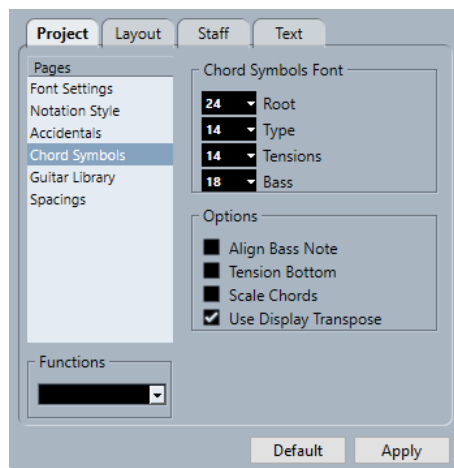 Project Layout Staff Text
Pages
Font Settings
Notation Style
Accidentals
Chord Symbols
Guitar Library
Spacings
Functions
Chord Symbols Font
24 Root
14 Type
14 Tensions
18 Bass
Options
Align Bass Note
Tension Bottom
Scale Chords
Use Display Transpose
Default Apply